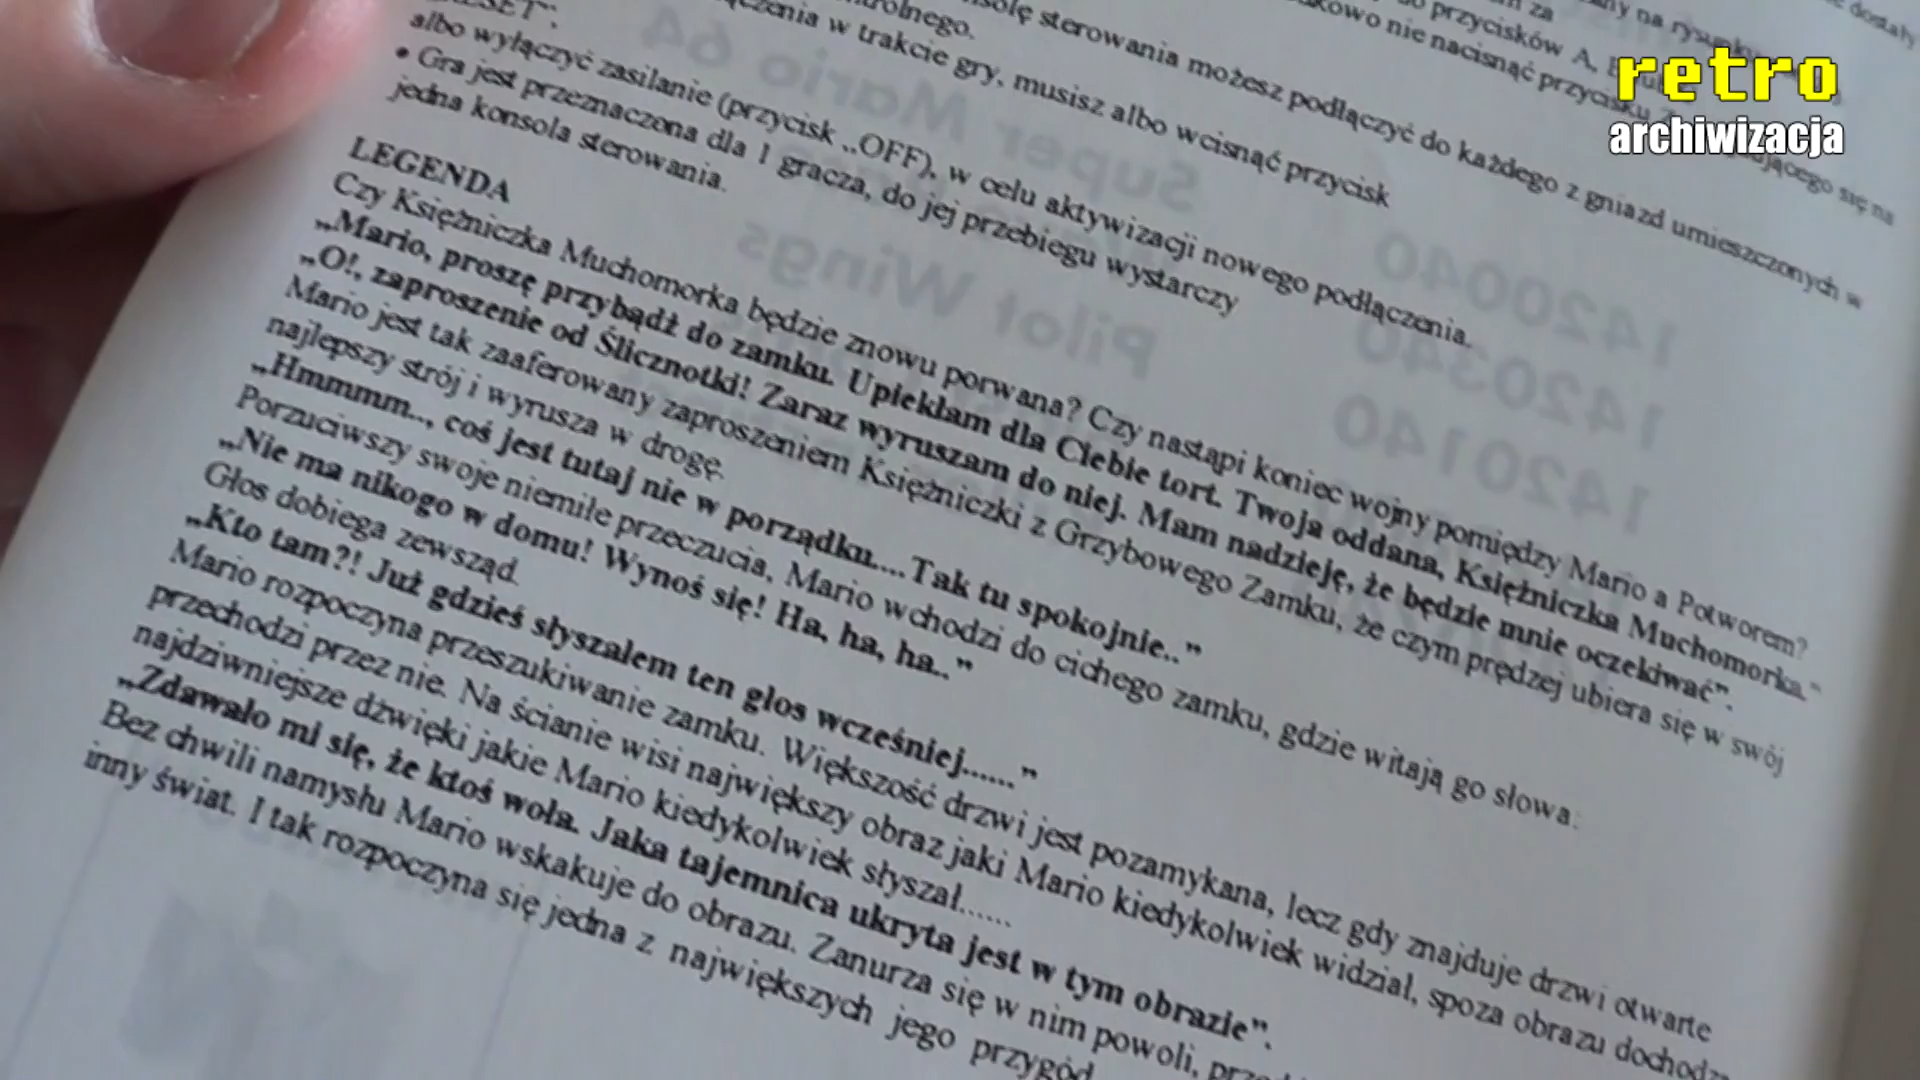 retro
archiwizacja
nsolę sterowania możesz podłączyć do każdego z gniazd umieszczonych w
"RESET",
w trakcie gry, musisz albo wcisnąć przycisk
albo wyłączyć zasilanie (przycisk „OFF), w celu aktywizacji nowego podłączenia.
• Gra jest przeznaczona dla 1 gracza, do jej przebiegu wystarczy
jedna konsola sterowania.
LEGENDA
Czy Księżniczka Muchomorka będzie znowu porwana? Czy nastąpi koniec wojny pomiędzy Mario a Potworem?
„Mario, proszę przybądź do zamku. Upiekłam dla Ciebie tort. Twoja oddana, Księżniczka Muchomorka."
„O!, zaproszenie od Ślicznotki! Zaraz wyruszam do niej. Mam nadzieję, że będzie mnie oczekiwać".
Mario jest tak zaaferowany zaproszeniem Księżniczki z Grzybowego Zamku, że czym prędzej ubiera się w swój
najlepszy strój i wyrusza w drogę.
„Hmmmm.., coś jest tutaj nie w porządku....Tak tu spokojnie.."
Porzuciwszy swoje niemiłe przeczucia, Mario wchodzi do cichego zamku, gdzie witają go słowa:
„Nie ma nikogo w domu! Wynoś się! Ha, ha, ha.."
Głos dobiega zewsząd.
„Kto tam?! Już gdzieś słyszałem ten głos wcześniej......"
Mario rozpoczyna przeszukiwanie zamku. Większość drzwi jest pozamykana, lecz gdy znajduje drzwi otwarte
przechodzi przez nie. Na ścianie wisi największy obraz jaki Mario kiedykolwiek widział, spoza obrazu dochodzą
najdziwniejsze dźwięki jakie Mario kiedykolwiek słyszał......
„Zdawało mi się, że ktoś woła. Jaka tajemnica ukryta jest w tym obrazie".
Bez chwili namysłu Mario wskakuje do obrazu. Zanurza się w nim powoli,
inny świat. I tak rozpoczyna się jedna z największych jego przygód